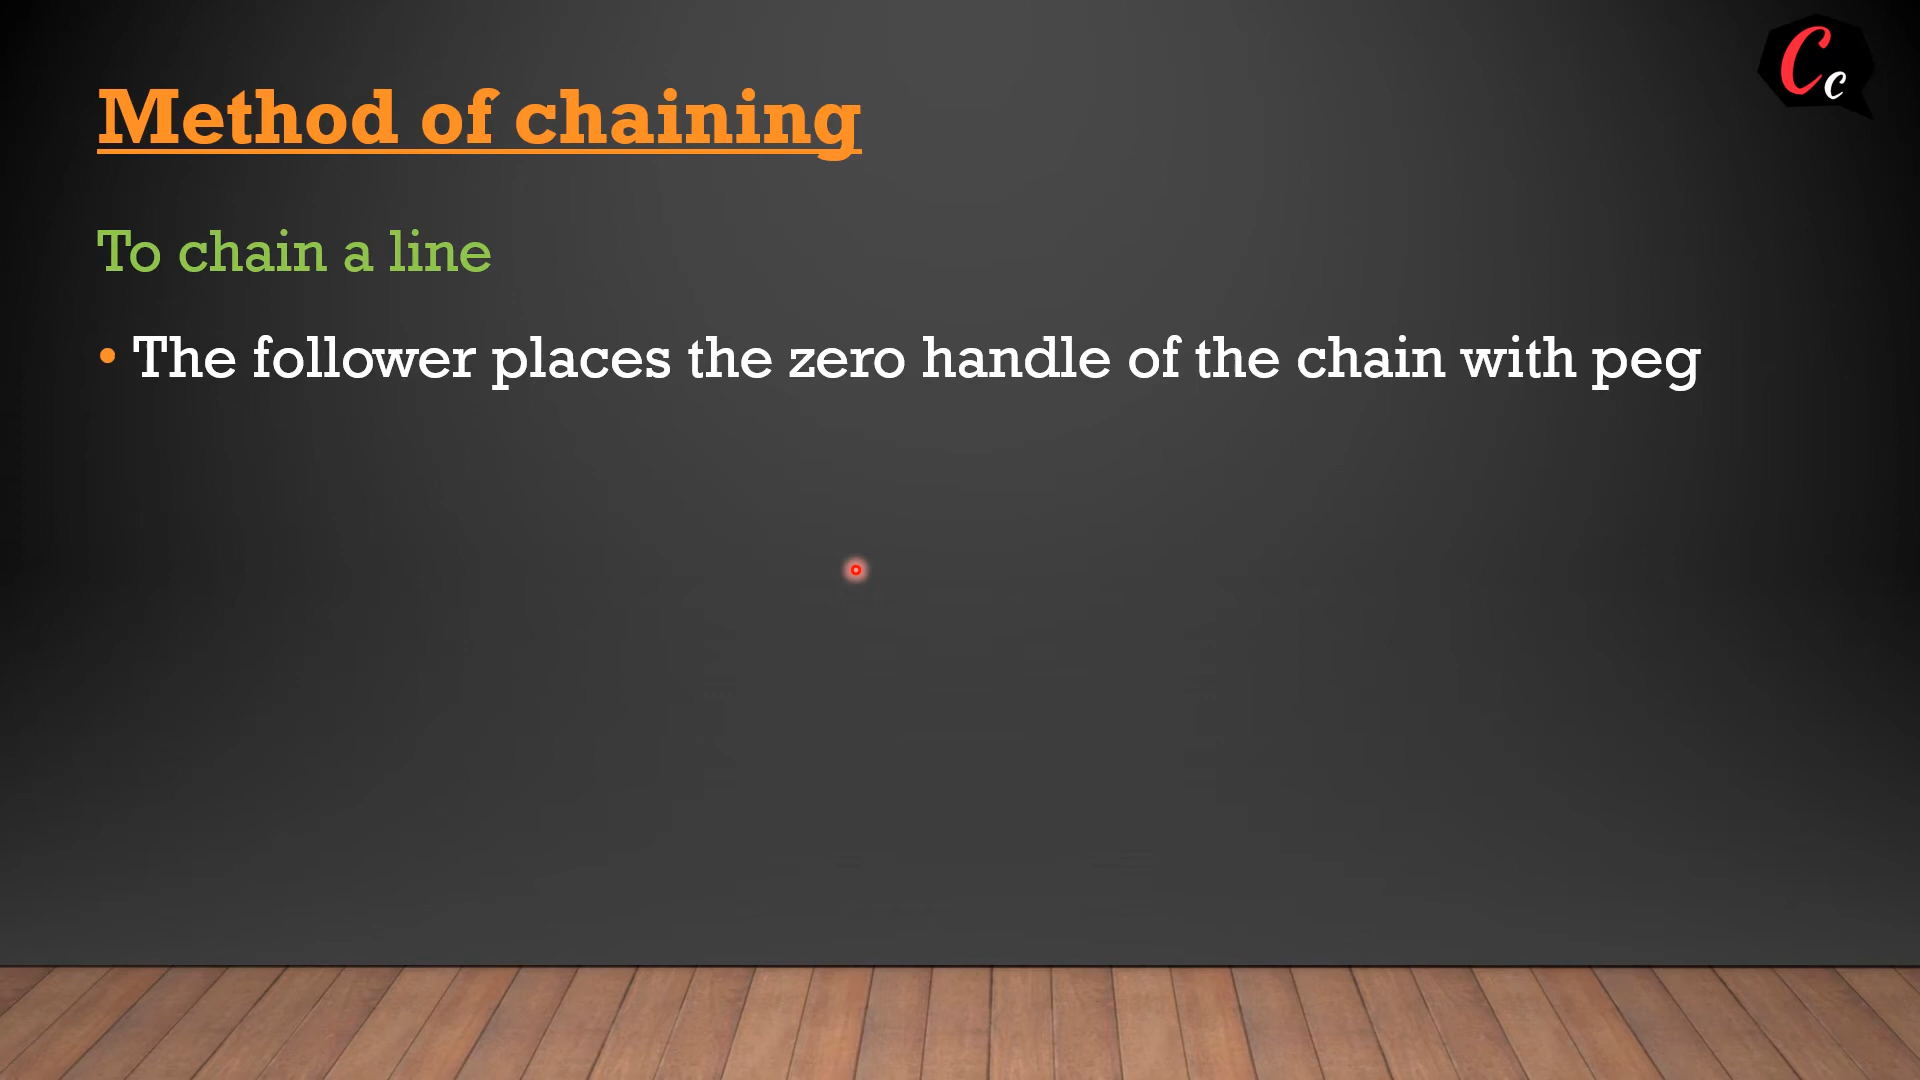 Cc
Method of chaining
To chain a line
• The follower places the zero handle of the chain with peg